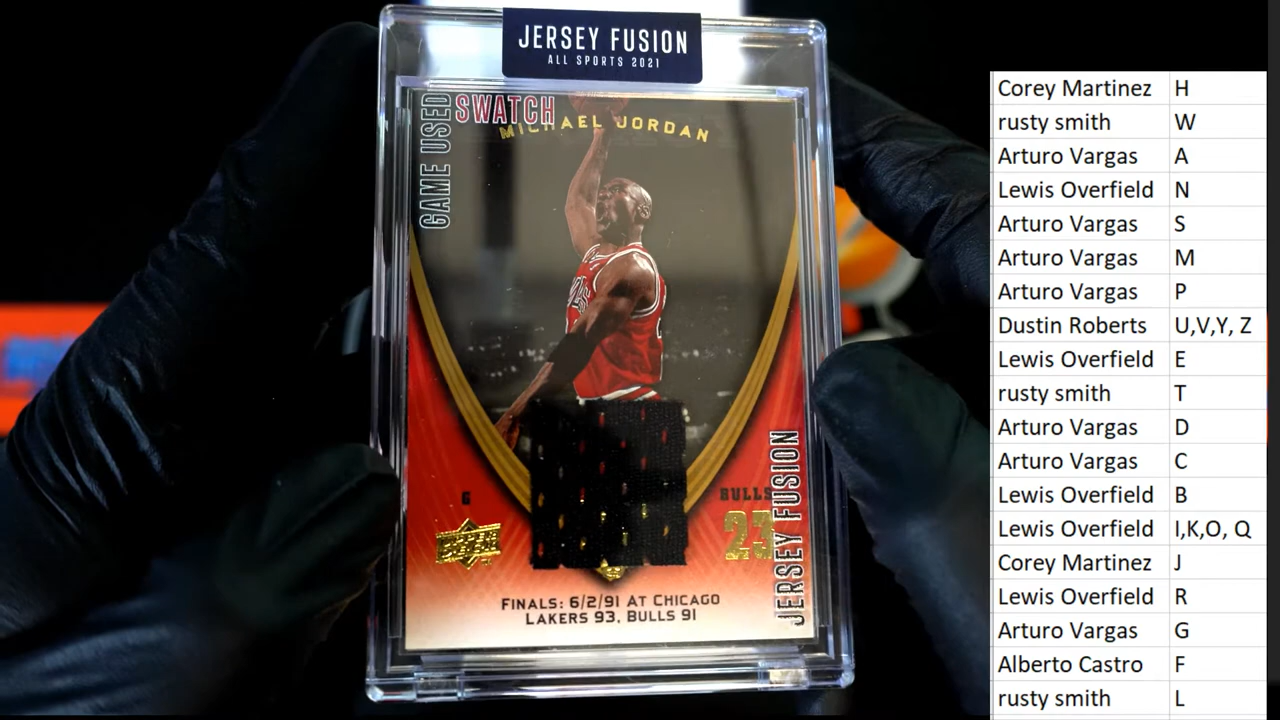 JERSEY FUSION
ALL SPORTS 2021
GAME USED
SWATCH
MICHAEL JORDAN
G
BULLS
23
UPPER DECK
JERSEY FUSION
FINALS: 6/2/91 AT CHICAGO
LAKERS 93, BULLS 91
Corey Martinez H
rusty smith W
Arturo Vargas A
Lewis Overfield N
Arturo Vargas S
Arturo Vargas M
Arturo Vargas P
Dustin Roberts U,V,Y, Z
Lewis Overfield E
rusty smith T
Arturo Vargas D
Arturo Vargas C
Lewis Overfield B
Lewis Overfield I,K,O, Q
Corey Martinez J
Lewis Overfield R
Arturo Vargas G
Alberto Castro F
rusty smith L